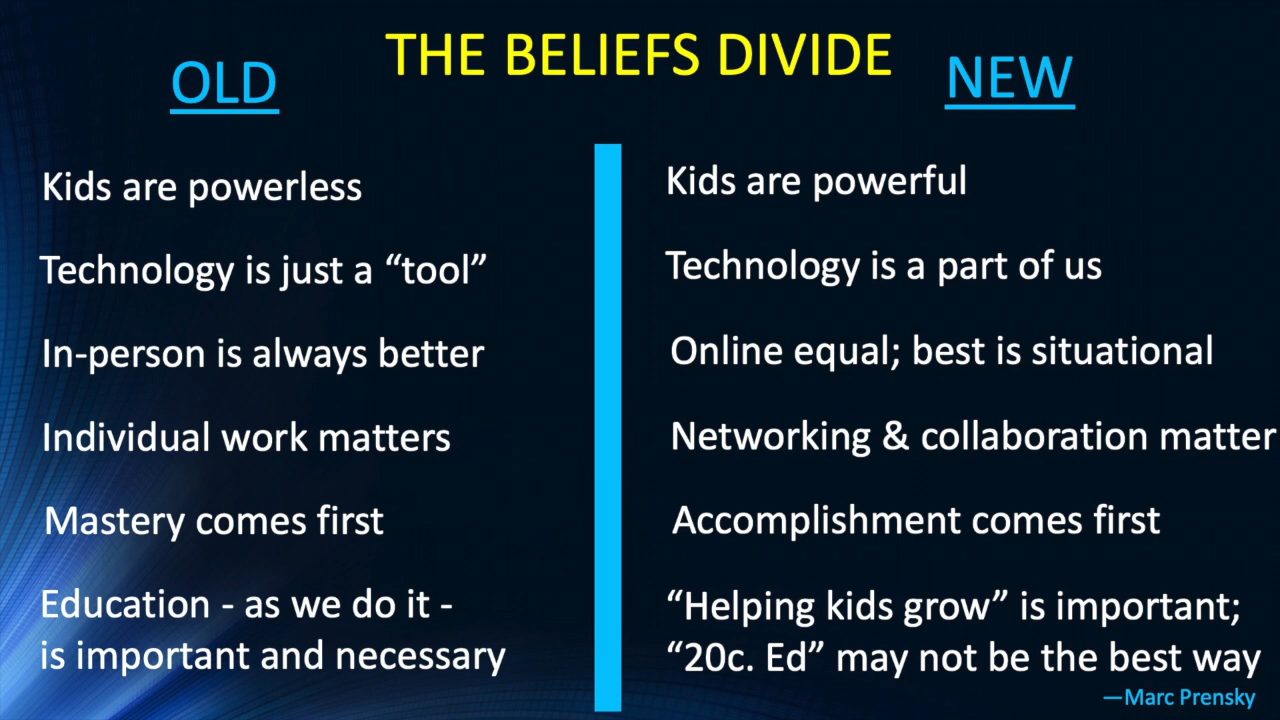 THE BELIEFS DIVIDE
OLD
Kids are powerless
Technology is just a “tool”
In-person is always better
Individual work matters
Mastery comes first
Education - as we do it -
is important and necessary
NEW
Kids are powerful
Technology is a part of us
Online equal; best is situational
Networking & collaboration matter
Accomplishment comes first
“Helping kids grow” is important;
“20c. Ed” may not be the best way
—Marc Prensky